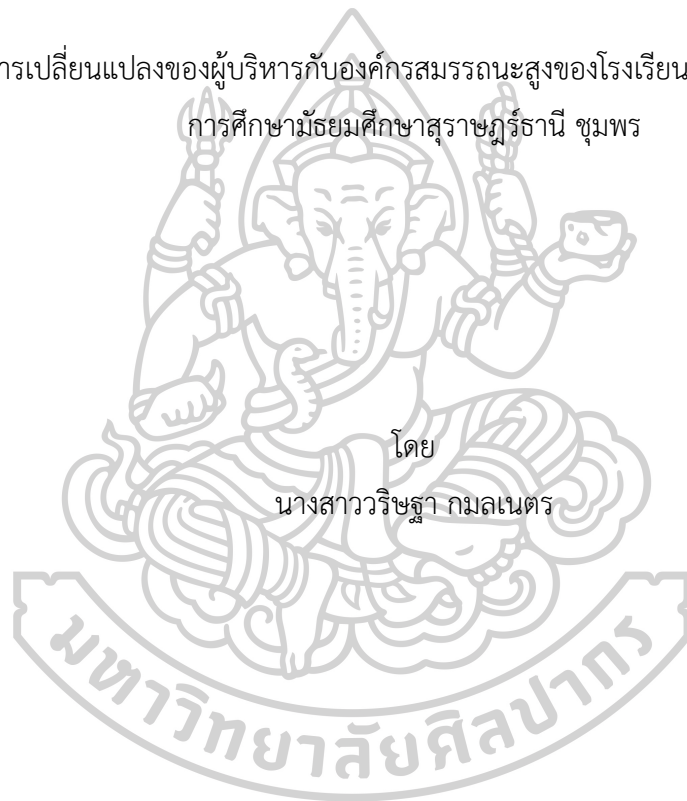 ารเปลี่ยนแปลงของผู้บริหารกับองค์กรสมรรถนะสูงของโรงเรียน
การศึกษามัธยมศึกษาสุราษฎร์ธานี ชุมพร
โดย
นางสาววริษฐา กมลเนตร
มหาวิทยาลัยศิลปากร